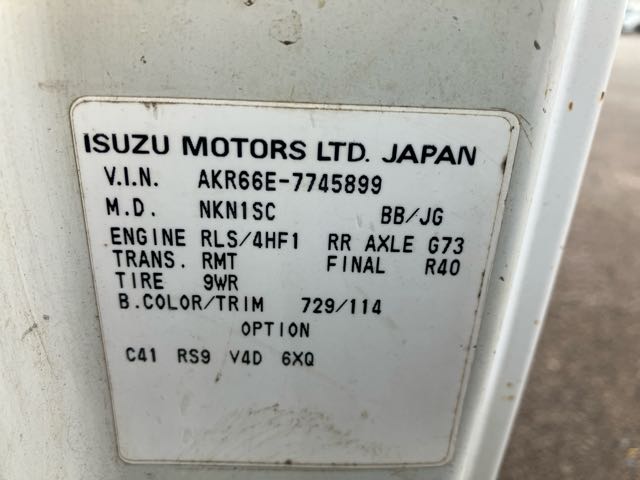 ISUZU MOTORS LTD. JAPAN
V.I.N. AKR66E-7745899
M.D. NKN1SC BB/JG
ENGINE RLS/4HF1 RR AXLE G73
TRANS. RMT FINAL R40
TIRE 9WR
B.COLOR/TRIM 729/114
OPTION
C41 RS9 V4D 6XQ